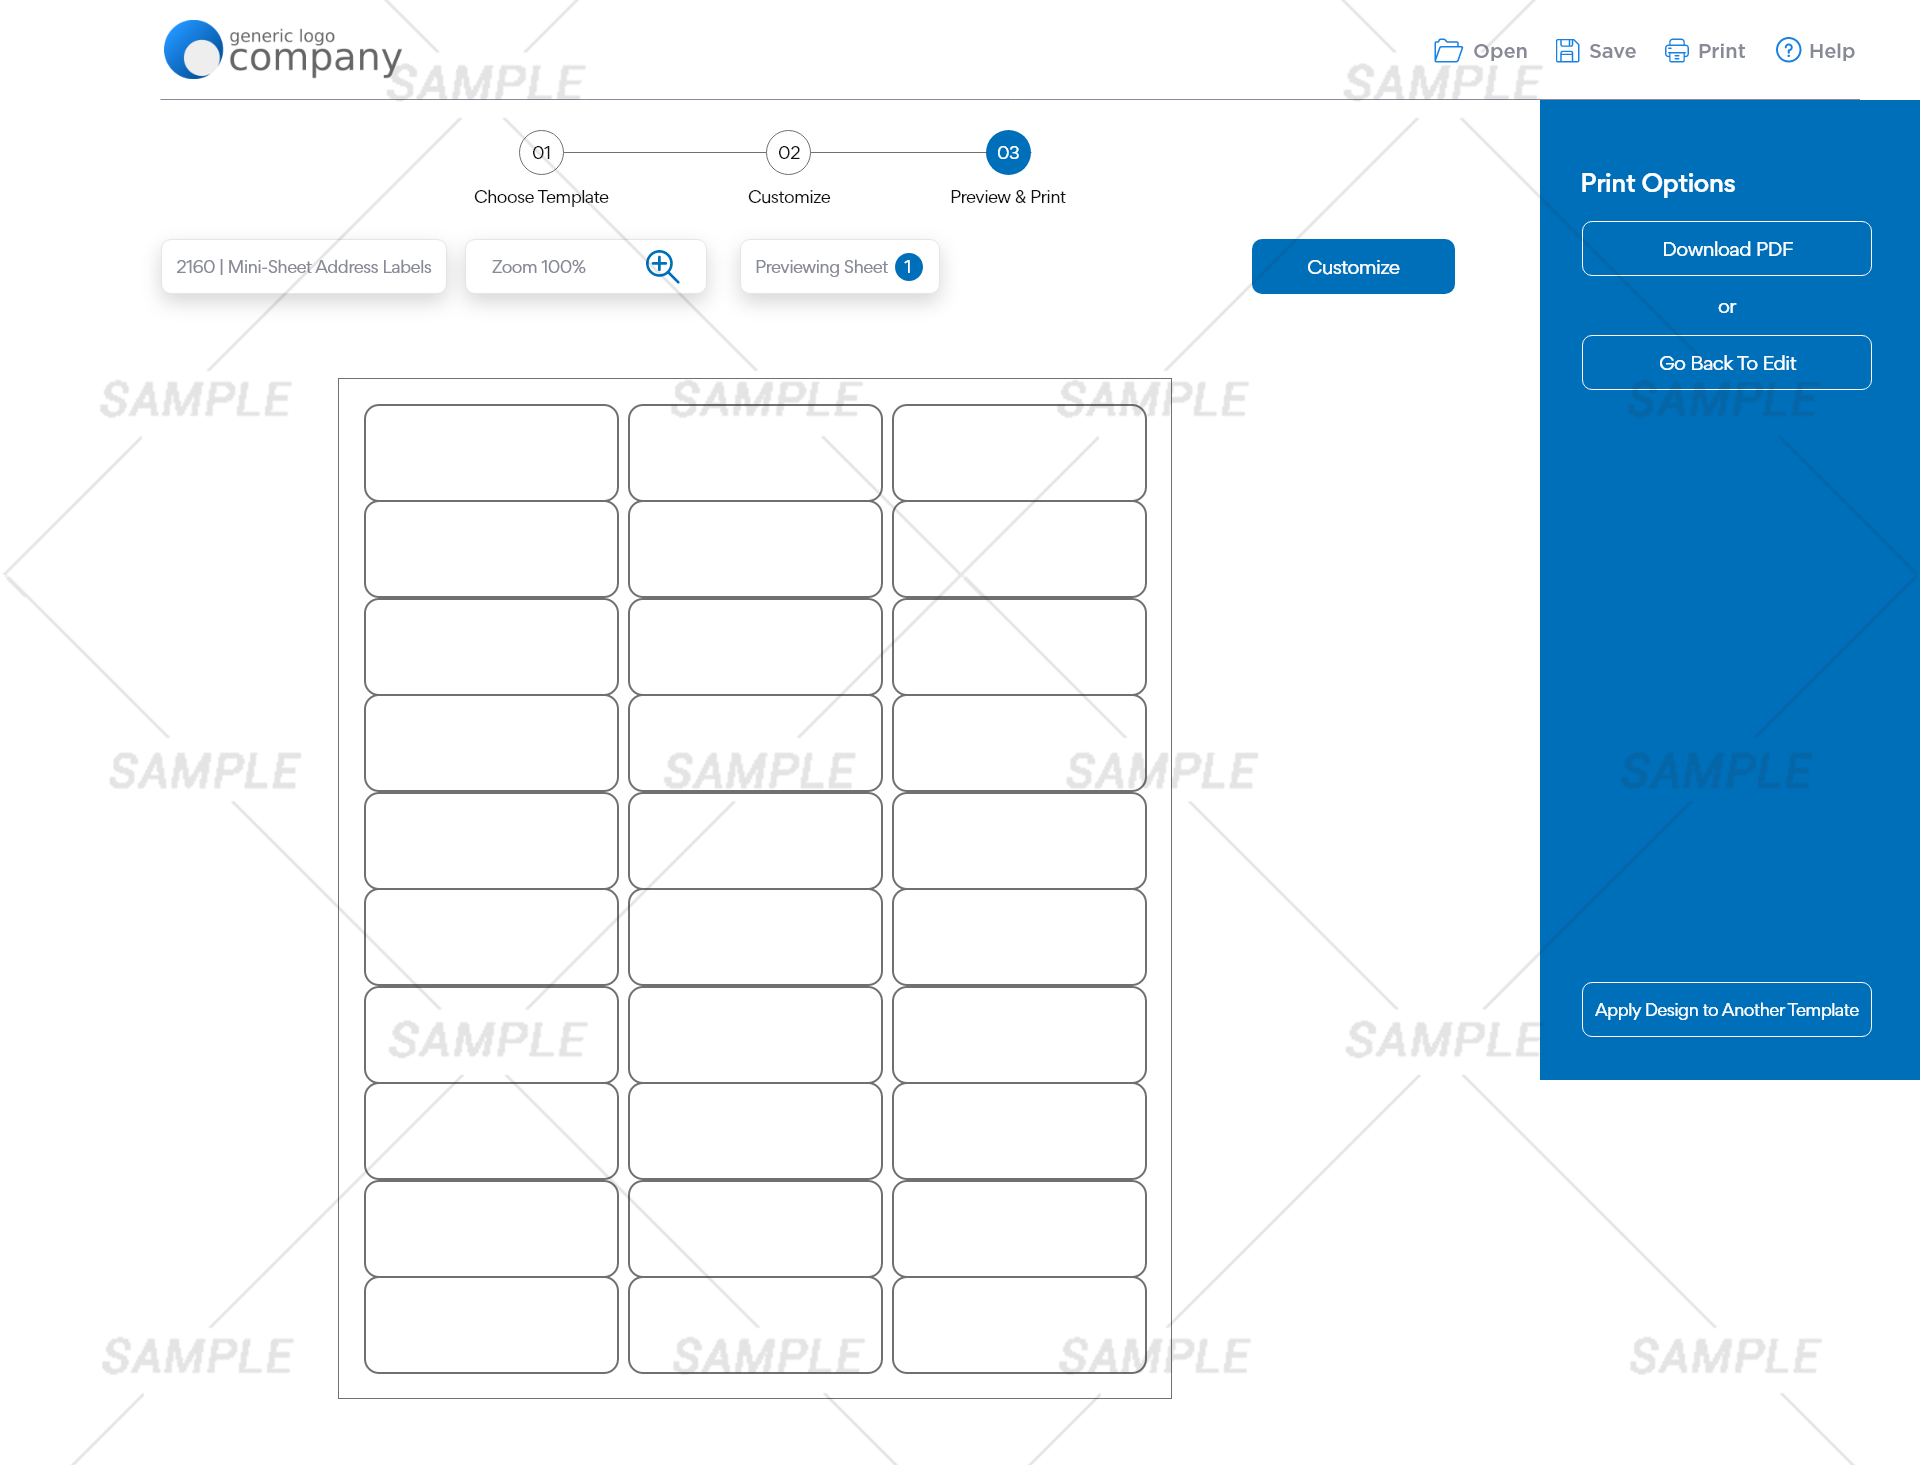 generic logo
company
Open
Save
Print
Help
SAMPLE
SAMPLE
01
02
03
Choose Template
Customize
Preview & Print
Print Options
2160 | Mini-Sheet Address Labels
Zoom 100%
Previewing Sheet 1
Customize
Download PDF
or
Go Back To Edit
SAMPLE
SAMPLE
SAMPLE
SAMPLE
SAMPLE
SAMPLE
SAMPLE
SAMPLE
Apply Design to Another Template
SAMPLE
SAMPLE
SAMPLE
SAMPLE
SAMPLE
SAMPLE